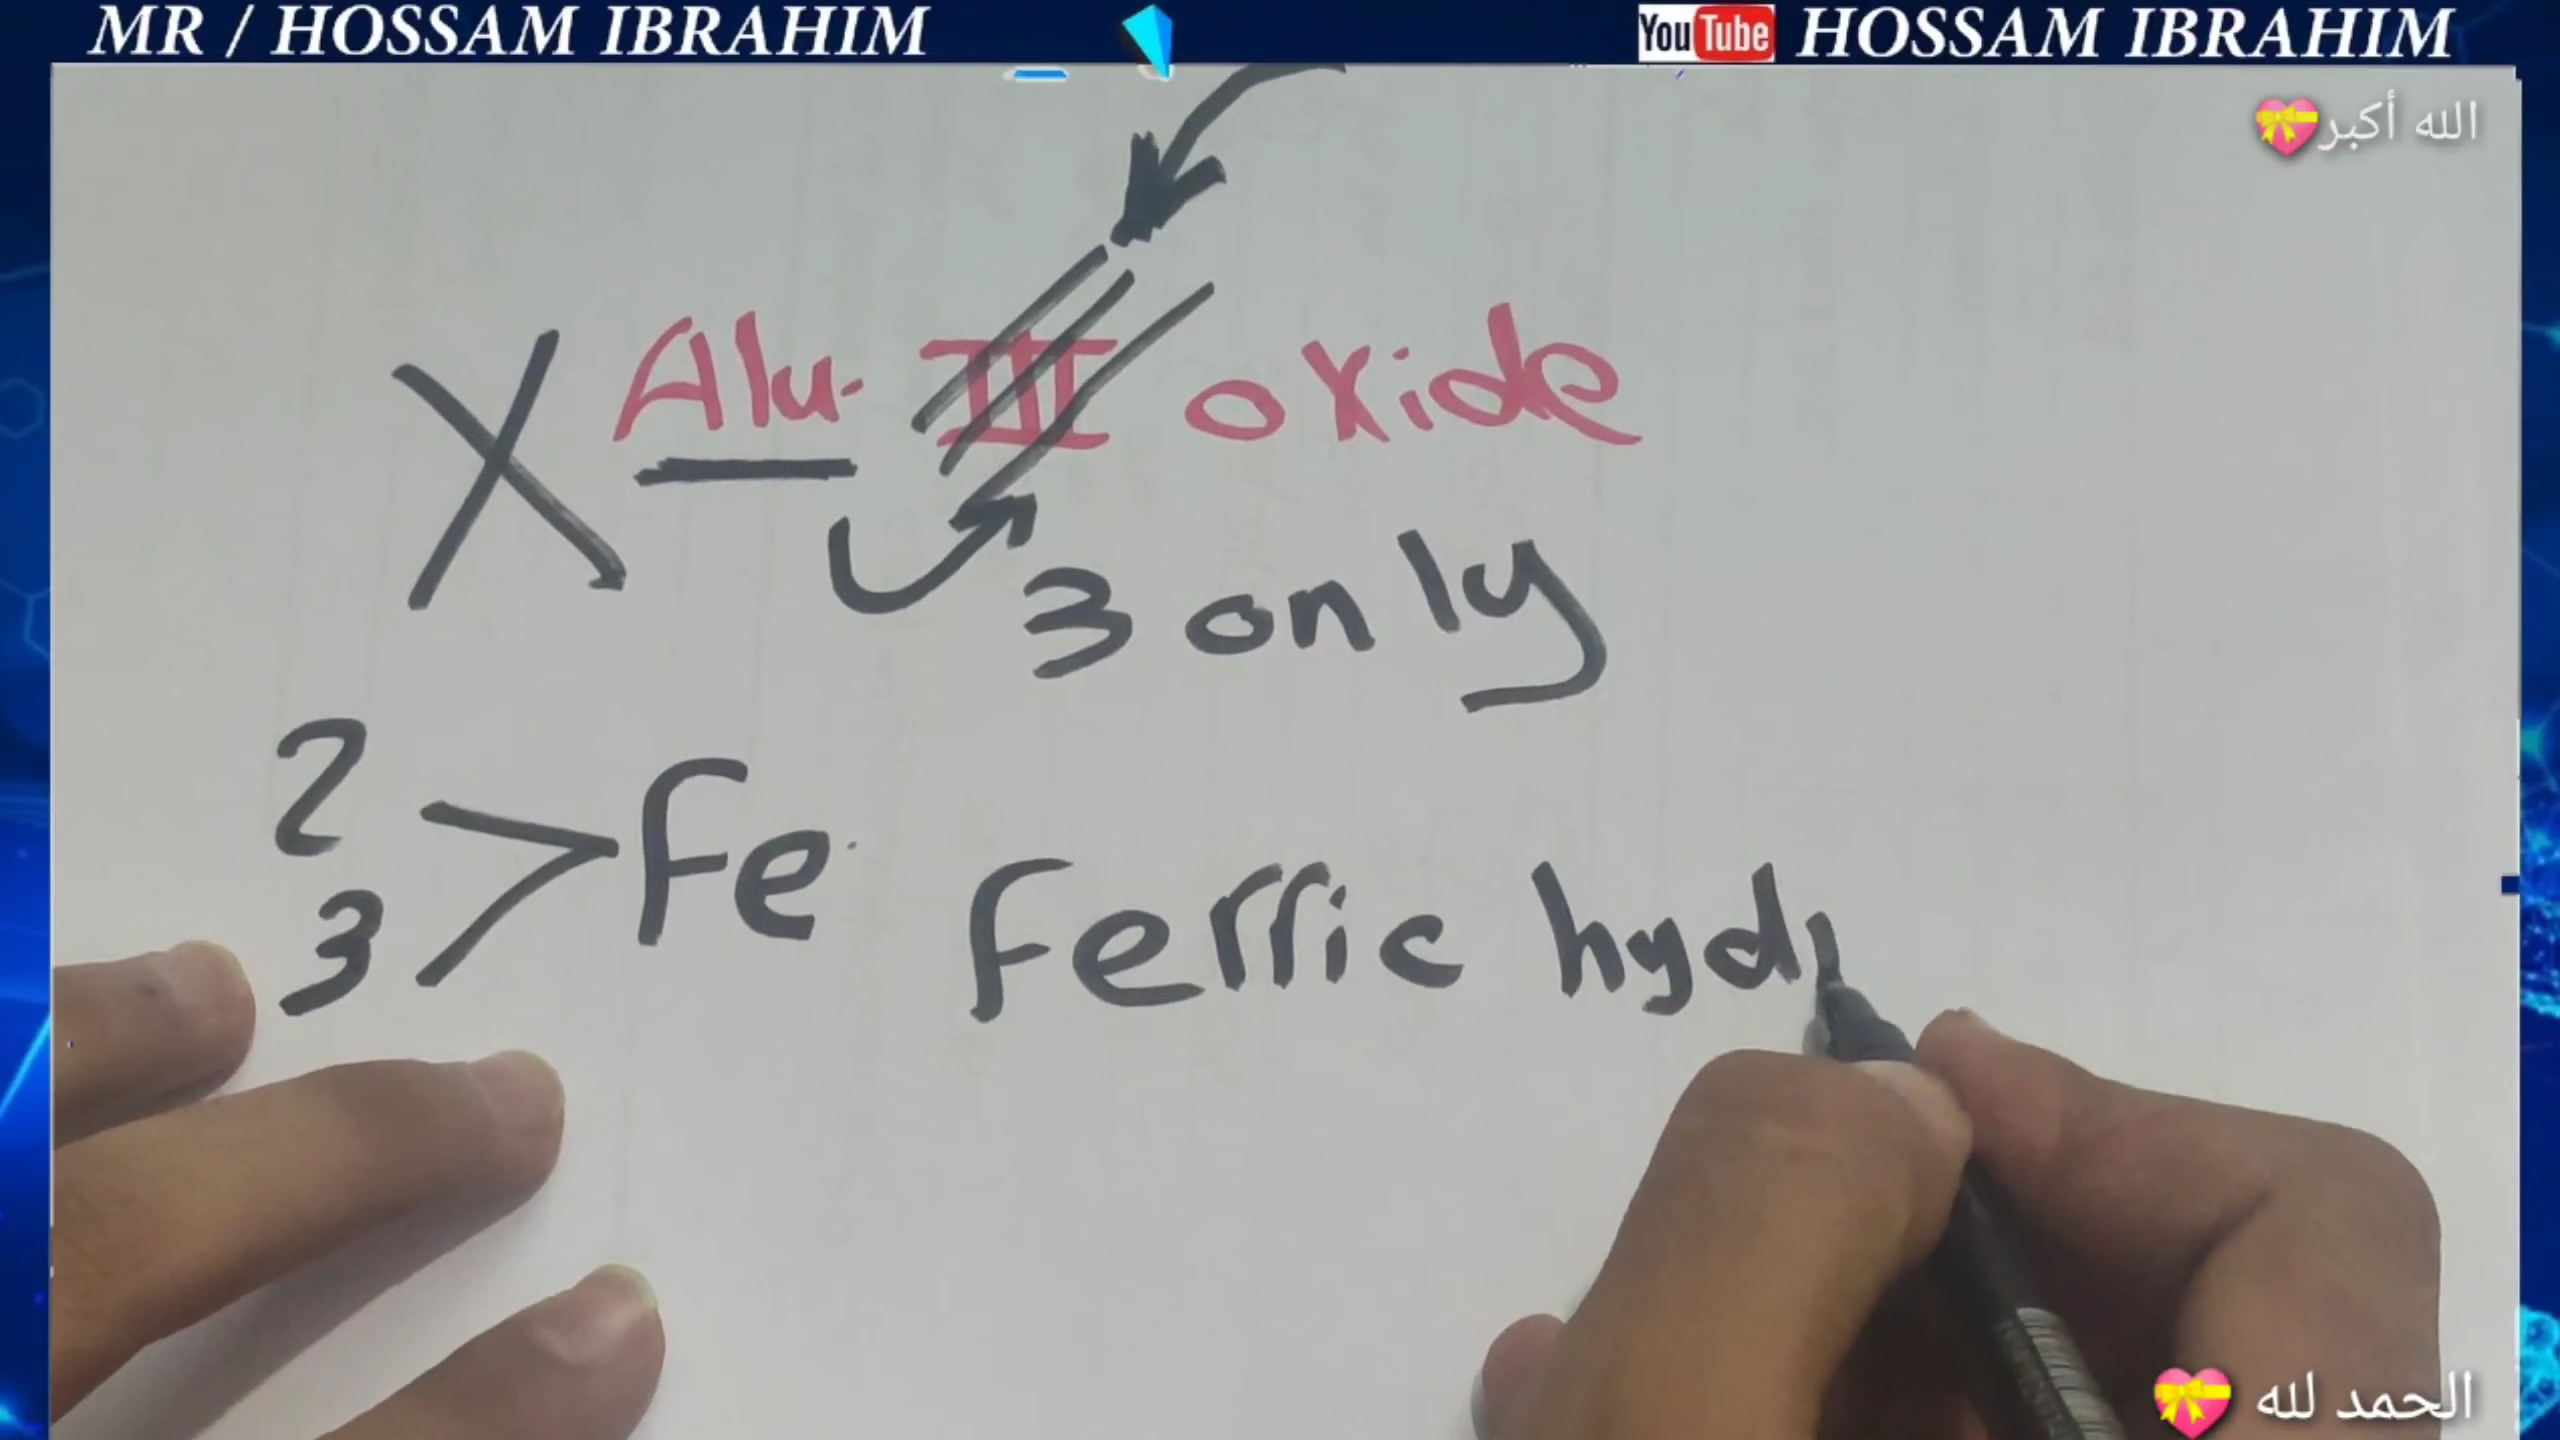 MR / HOSSAM IBRAHIM
YouTube HOSSAM IBRAHIM
الله أكبر
X Alu. III oxide
3 only
2
3 > Fe
Ferric hydr
الحمد لله